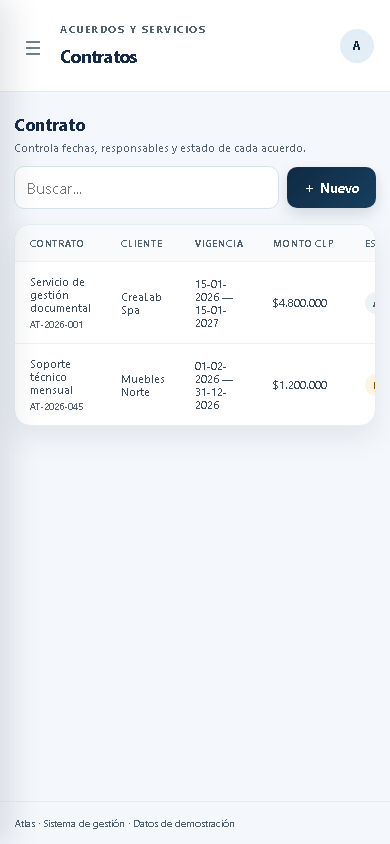 ACUERDOS Y SERVICIOS
☰ Contratos
A
Contrato
Controla fechas, responsables y estado de cada acuerdo.
Buscar...
+ Nuevo
CONTRATO CLIENTE VIGENCIA MONTO CLP ES
Servicio de
gestión
documental
AT-2026-001
CreaLab
Spa
15-01-
2026 —
15-01-
2027
$4.800.000
Soporte
técnico
mensual
AT-2026-045
Muebles
Norte
01-02-
2026 —
31-12-
2026
$1.200.000
Atlas · Sistema de gestión · Datos de demostración